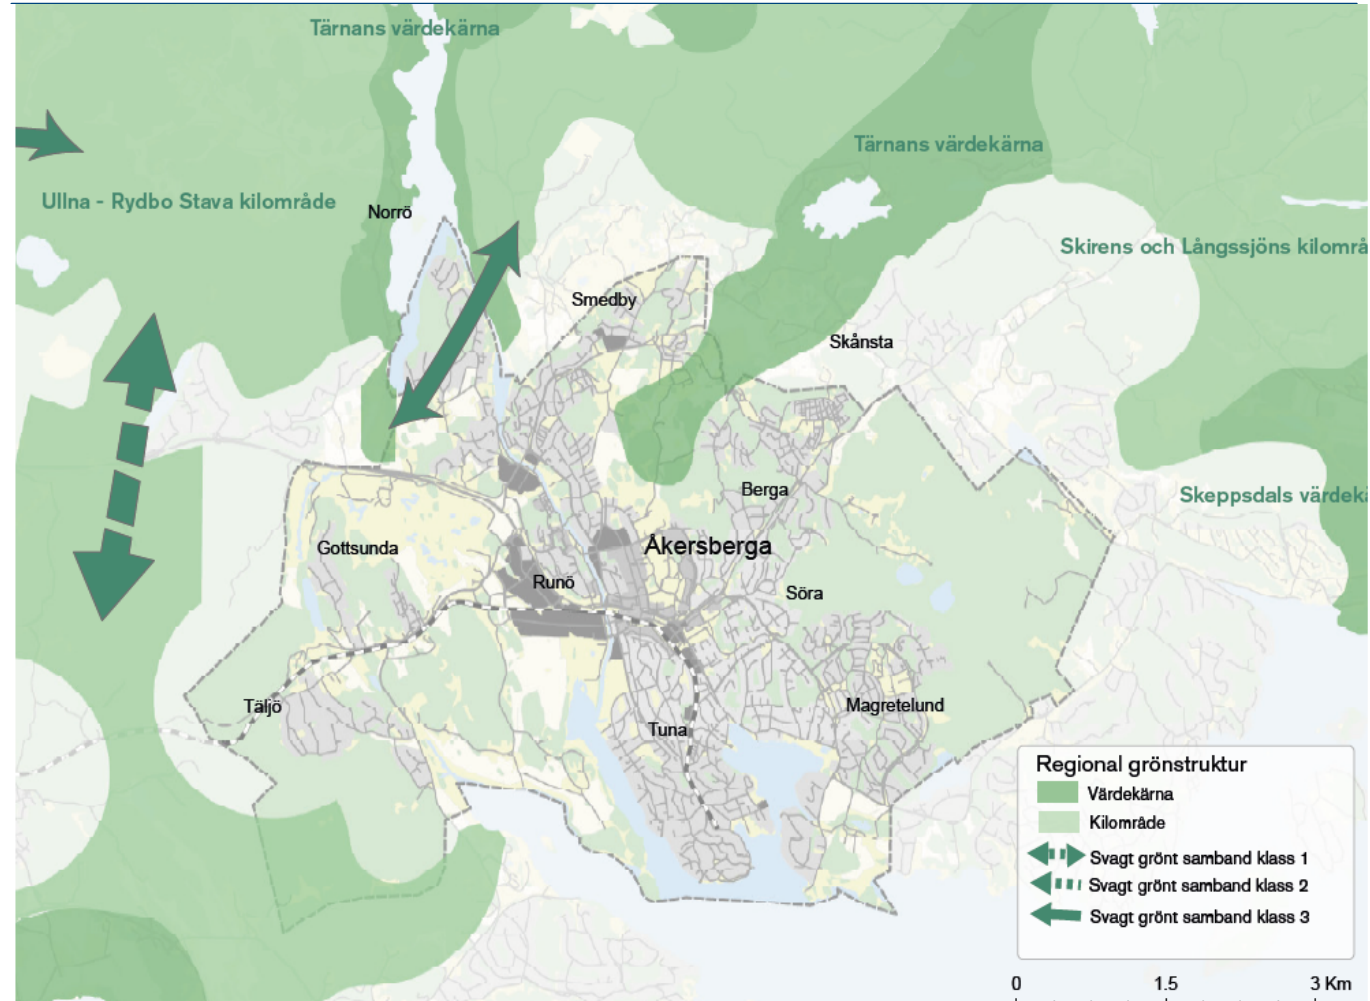 Tärnans värdekärna
Tärnans värdekärna
Ullna - Rydbo Stava kilområde
Norrö
Skirens och Långssjöns kilområ
Smedby
Skånsta
Berga
Skeppsdals värdekä
Gottsunda
Åkersberga
Runö
Söra
Täljö
Magretelund
Tuna
Regional grönstruktur
Värdekärna
Kilområde
Svagt grönt samband klass 1
Svagt grönt samband klass 2
Svagt grönt samband klass 3
0 1.5 3 Km